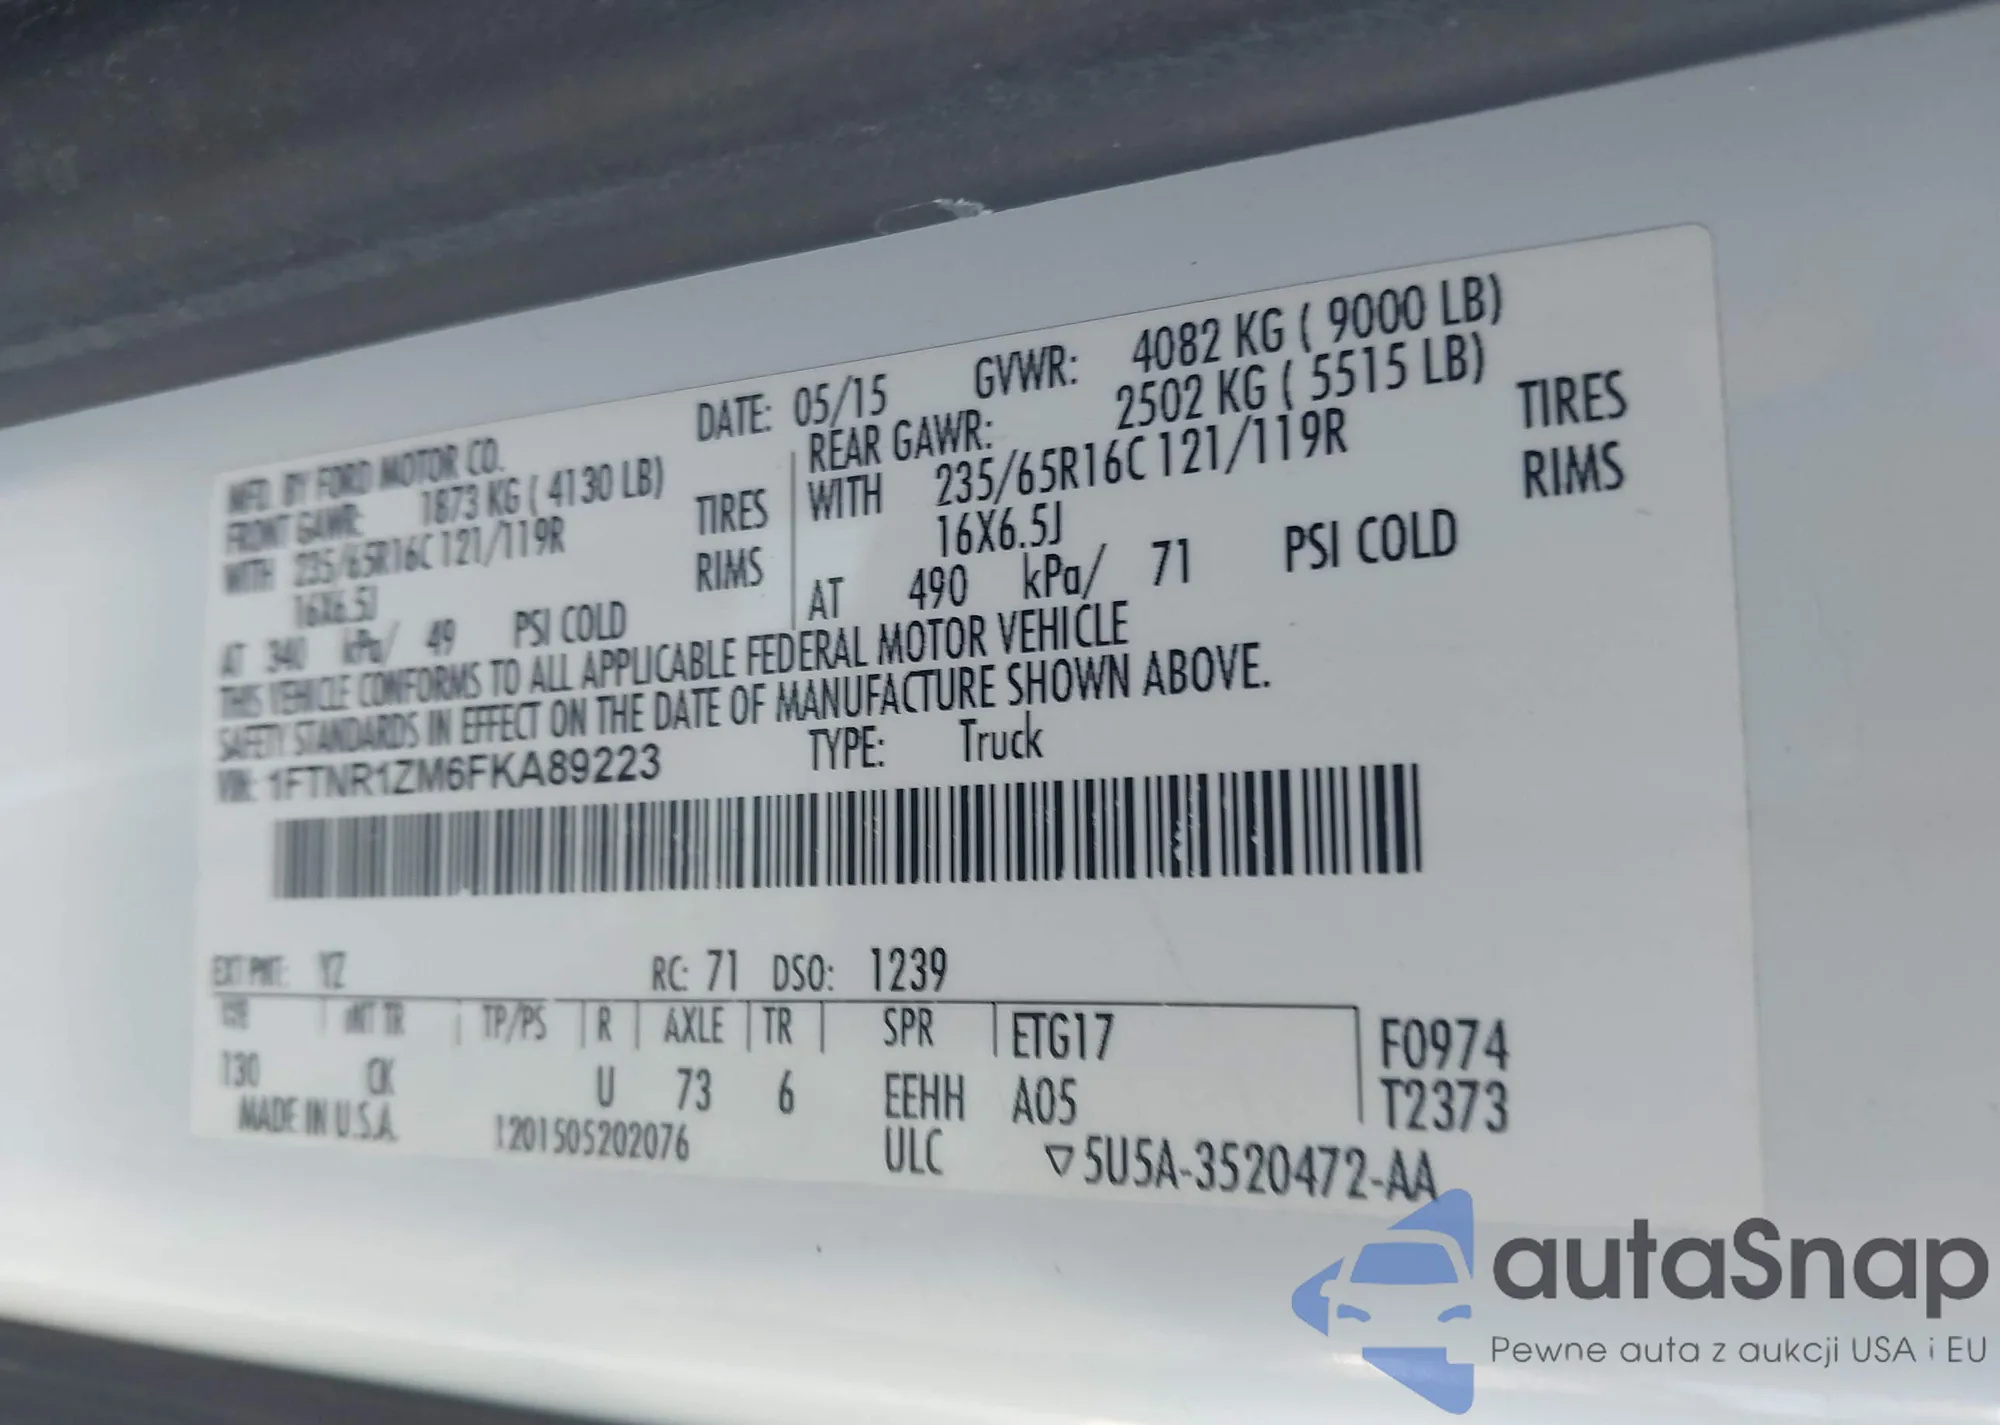 MFD. BY FORD MOTOR CO. DATE: 05/15 GVWR: 4082 KG ( 9000 LB)
FRONT GAWR: 1873 KG ( 4130 LB) REAR GAWR: 2502 KG ( 5515 LB)
WITH 235/65R16C 121/119R TIRES WITH 235/65R16C 121/119R TIRES
16X6.5J RIMS 16X6.5J RIMS
AT 340 kPa/ 49 PSI COLD AT 490 kPa/ 71 PSI COLD
THIS VEHICLE CONFORMS TO ALL APPLICABLE FEDERAL MOTOR VEHICLE
SAFETY STANDARDS IN EFFECT ON THE DATE OF MANUFACTURE SHOWN ABOVE.
VIN: 1FTNR1ZM6FKA89223 TYPE: Truck
EXT PNT: YZ RC: 71 DSO: 1239
INT TR TP/PS R AXLE TR SPR ETG17 F0974
130 CK U 73 6 EEHH A05 T2373
MADE IN U.S.A. 1201505202076 ULC ▽5U5A-3520472-AA
autaSnap
Pewne auta z aukcji USA i EU